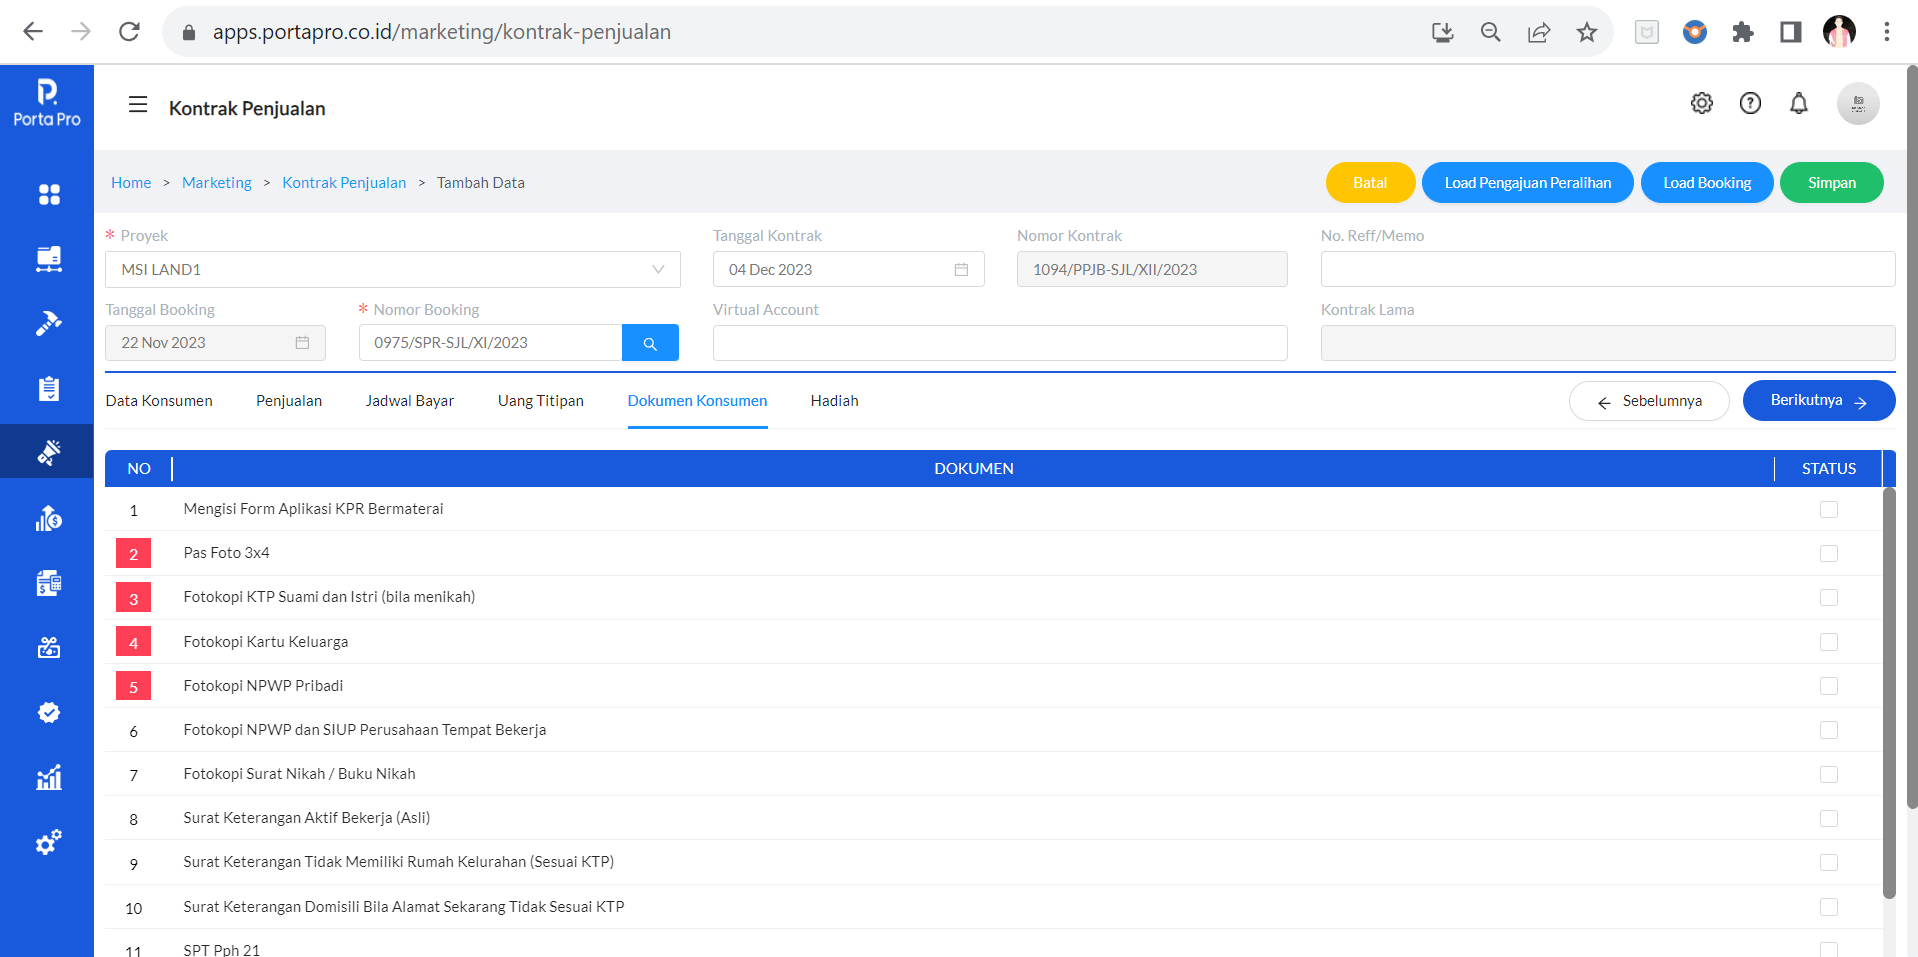 apps.portapro.co.id/marketing/kontrak-penjualan
Porta Pro
Kontrak Penjualan
Home > Marketing > Kontrak Penjualan > Tambah Data
Batal
Load Pengajuan Peralihan
Load Booking
Simpan
* Proyek
Tanggal Kontrak
Nomor Kontrak
No. Reff/Memo
MSI LAND1
04 Dec 2023
1094/PPJB-SJL/XII/2023
Tanggal Booking
* Nomor Booking
Virtual Account
Kontrak Lama
22 Nov 2023
0975/SPR-SJL/XI/2023
Data Konsumen
Penjualan
Jadwal Bayar
Uang Titipan
Dokumen Konsumen
Hadiah
← Sebelumnya
Berikutnya →
NO DOKUMEN STATUS
1 Mengisi Form Aplikasi KPR Bermaterai
2 Pas Foto 3x4
3 Fotokopi KTP Suami dan Istri (bila menikah)
4 Fotokopi Kartu Keluarga
5 Fotokopi NPWP Pribadi
6 Fotokopi NPWP dan SIUP Perusahaan Tempat Bekerja
7 Fotokopi Surat Nikah / Buku Nikah
8 Surat Keterangan Aktif Bekerja (Asli)
9 Surat Keterangan Tidak Memiliki Rumah Kelurahan (Sesuai KTP)
10 Surat Keterangan Domisili Bila Alamat Sekarang Tidak Sesuai KTP
11 SPT Pph 21